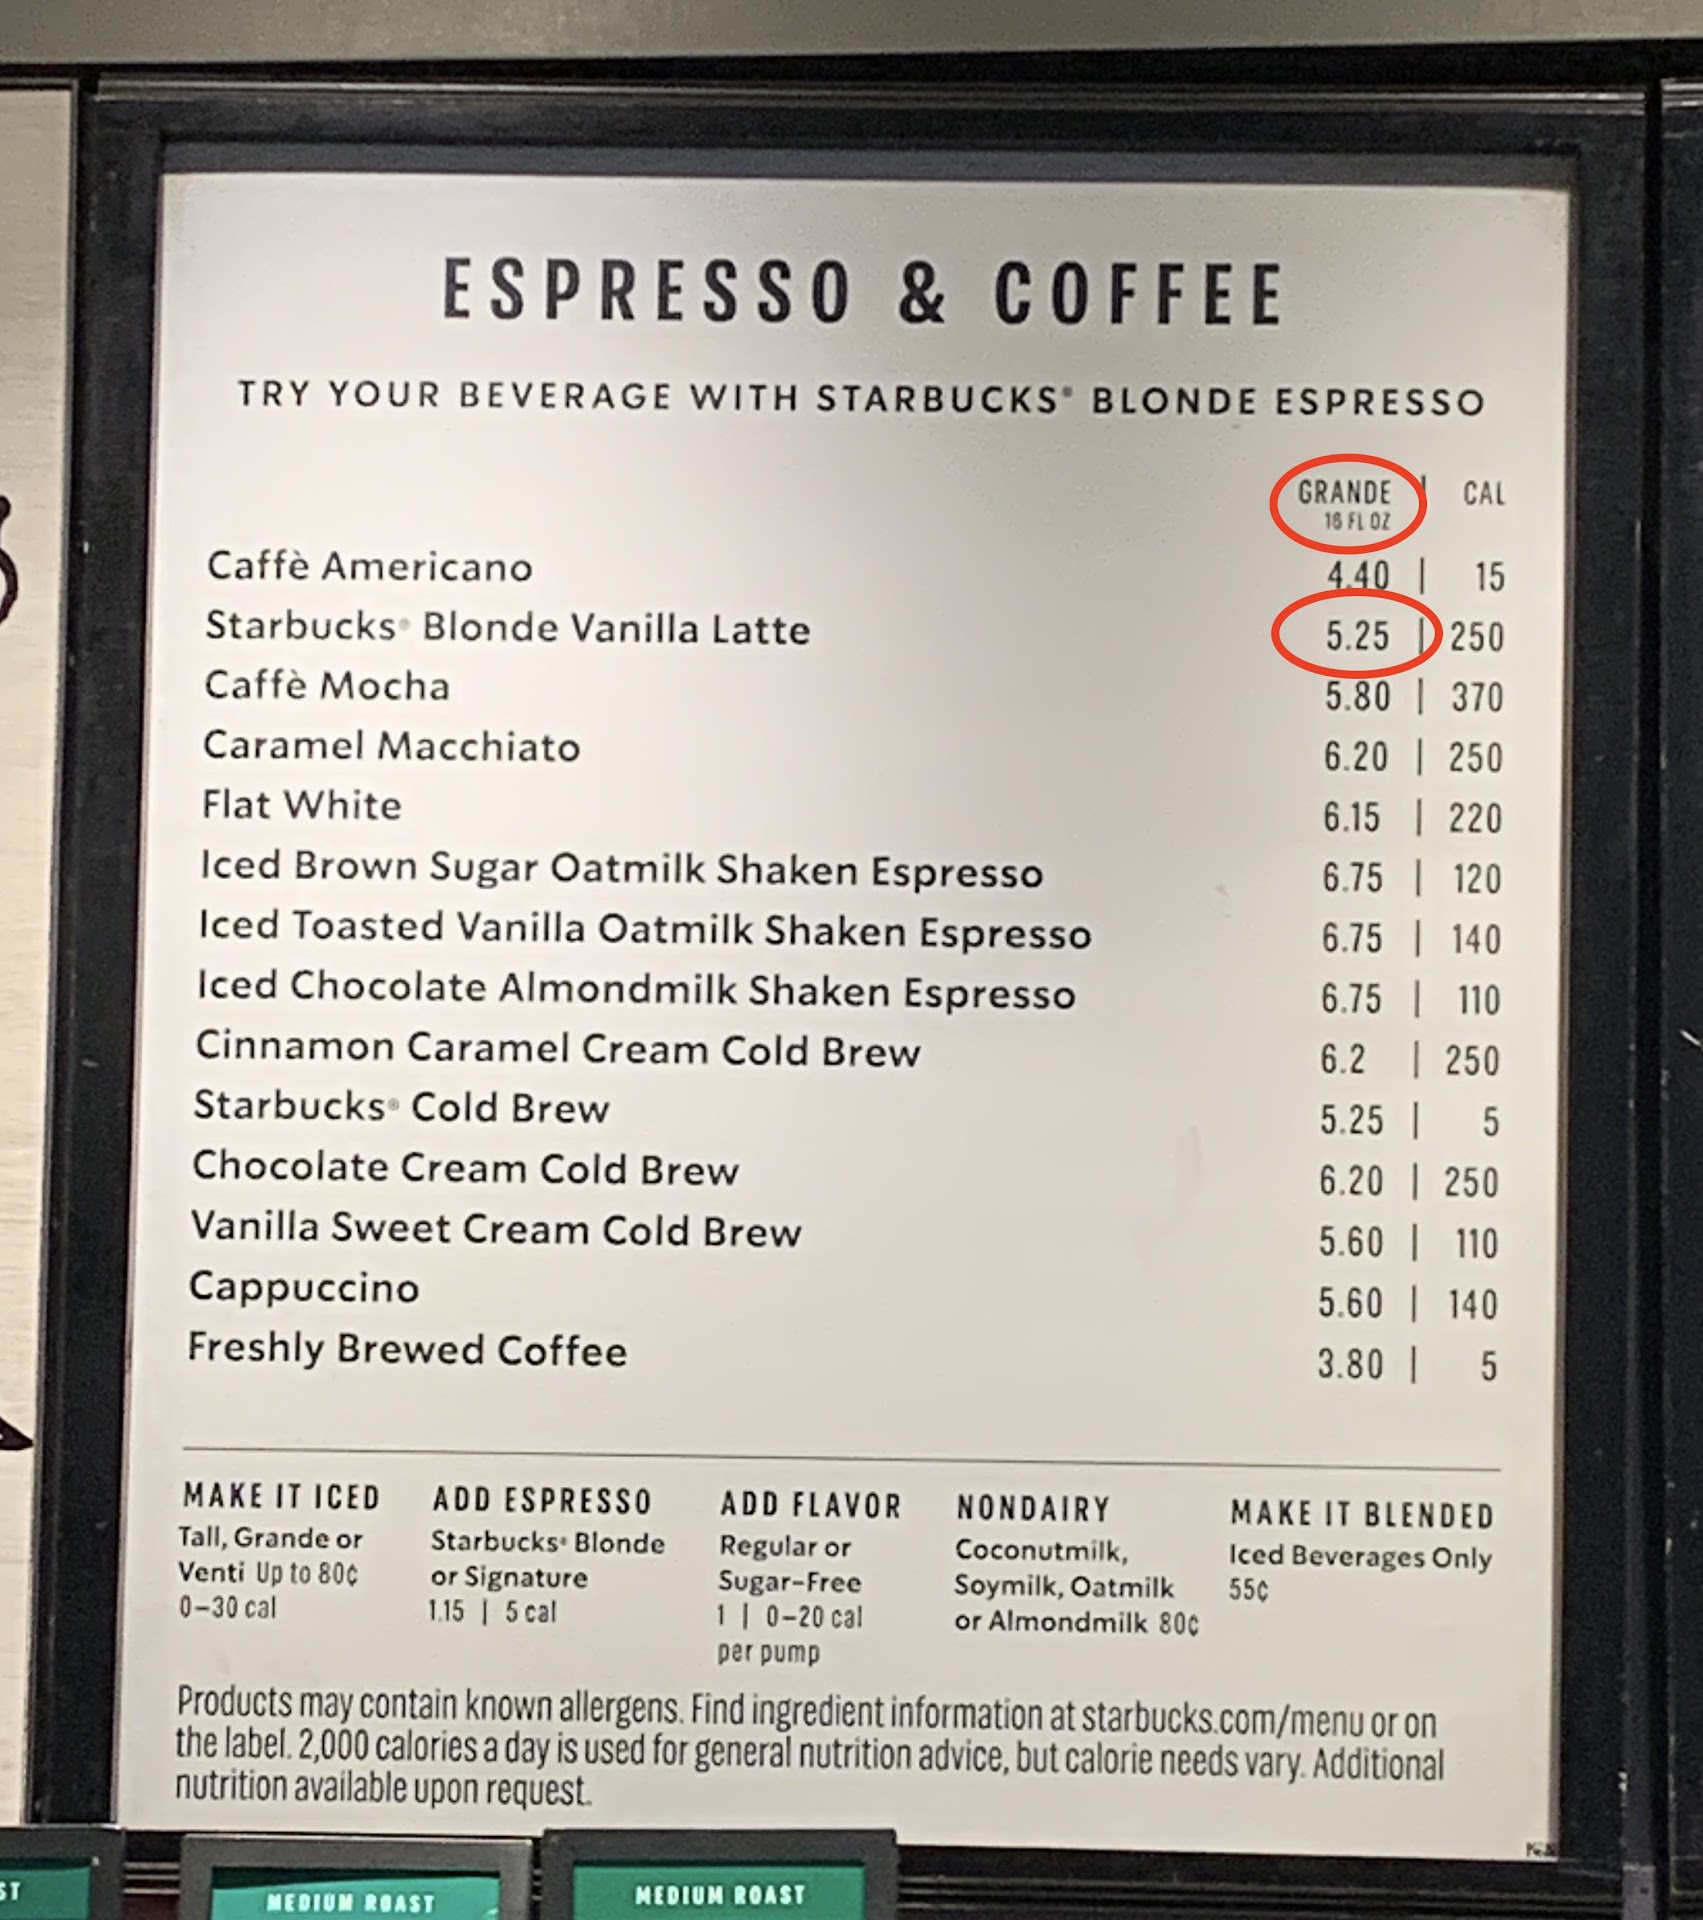 ESPRESSO & COFFEE
TRY YOUR BEVERAGE WITH STARBUCKS® BLONDE ESPRESSO
GRANDE | CAL
16 FL OZ
Caffè Americano 4.40 | 15
Starbucks® Blonde Vanilla Latte 5.25 | 250
Caffè Mocha 5.80 | 370
Caramel Macchiato 6.20 | 250
Flat White 6.15 | 220
Iced Brown Sugar Oatmilk Shaken Espresso 6.75 | 120
Iced Toasted Vanilla Oatmilk Shaken Espresso 6.75 | 140
Iced Chocolate Almondmilk Shaken Espresso 6.75 | 110
Cinnamon Caramel Cream Cold Brew 6.2 | 250
Starbucks® Cold Brew 5.25 | 5
Chocolate Cream Cold Brew 6.20 | 250
Vanilla Sweet Cream Cold Brew 5.60 | 110
Cappuccino 5.60 | 140
Freshly Brewed Coffee 3.80 | 5
MAKE IT ICED
Tall, Grande or
Venti Up to 80¢
0–30 cal
ADD ESPRESSO
Starbucks® Blonde
or Signature
1.15 | 5 cal
ADD FLAVOR
Regular or
Sugar-Free
1 | 0–20 cal
per pump
NONDAIRY
Coconutmilk,
Soymilk, Oatmilk
or Almondmilk 80¢
MAKE IT BLENDED
Iced Beverages Only
55¢
Products may contain known allergens. Find ingredient information at starbucks.com/menu or on
the label. 2,000 calories a day is used for general nutrition advice, but calorie needs vary. Additional
nutrition available upon request.
ST
MEDIUM ROAST
MEDIUM ROAST